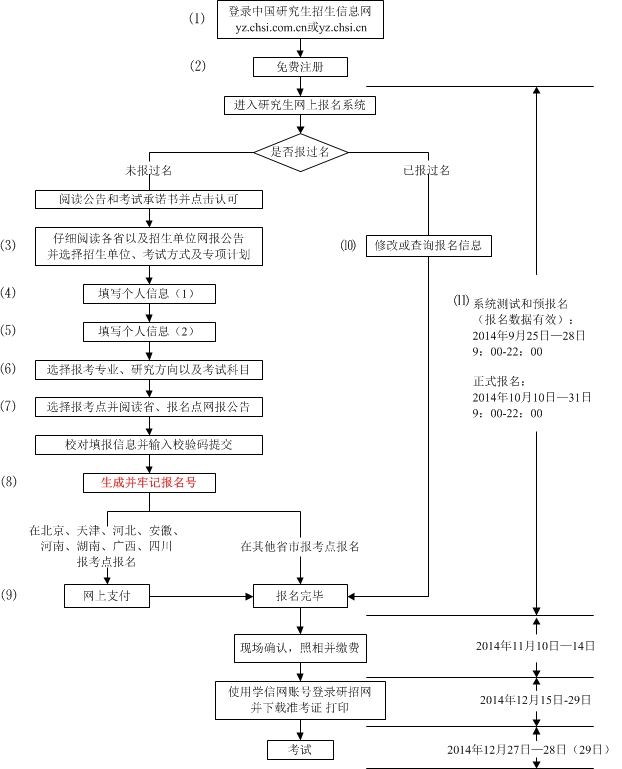 (1)
登录中国研究生招生信息网
yz.chsi.com.cn或yz.chsi.cn
(2)
免费注册
进入研究生网上报名系统
是否报过名
未报过名
已报过名
阅读公告和考试承诺书并点击认可
(3)
仔细阅读各省以及招生单位网报公告
并选择招生单位、考试方式及专项计划
(10)
修改或查询报名信息
(4)
填写个人信息（1）
(11)
系统测试和预报名
（报名数据有效）：
2014年9月25日—28日
9：00-22：00
正式报名：
2014年10月10日—31日
9：00-22：00
(5)
填写个人信息（2）
(6)
选择报考专业、研究方向以及考试科目
(7)
选择报考点并阅读省、报名点网报公告
校对填报信息并输入校验码提交
(8)
生成并牢记报名号
在北京、天津、河北、安徽、
河南、湖南、广西、四川
报考点报名
在其他省市报考点报名
(9)
网上支付
报名完毕
现场确认，照相并缴费
2014年11月10日—14日
使用学信网账号登录研招网
并下载准考证 打印
2014年12月15日-29日
考试
2014年12月27日—28日（29日）